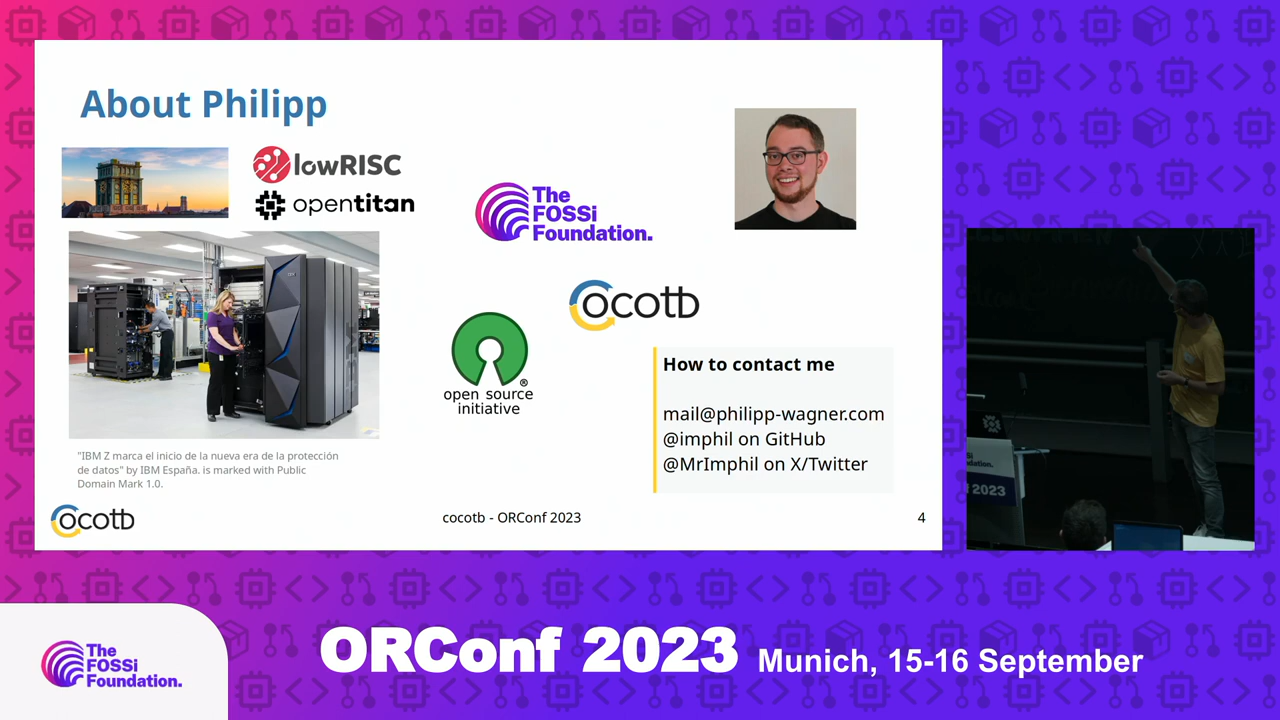 About Philipp
lowRISC
opentitan
The
FOSSi
Foundation.
cocotb
open source
initiative
How to contact me
mail@philipp-wagner.com
@imphil on GitHub
@MrImphil on X/Twitter
"IBM Z marca el inicio de la nueva era de la protección
de datos" by IBM España. is marked with Public
Domain Mark 1.0.
cocotb
cocotb - ORConf 2023
4
2023
The
FOSSi
Foundation.
ORConf 2023
Munich, 15-16 September